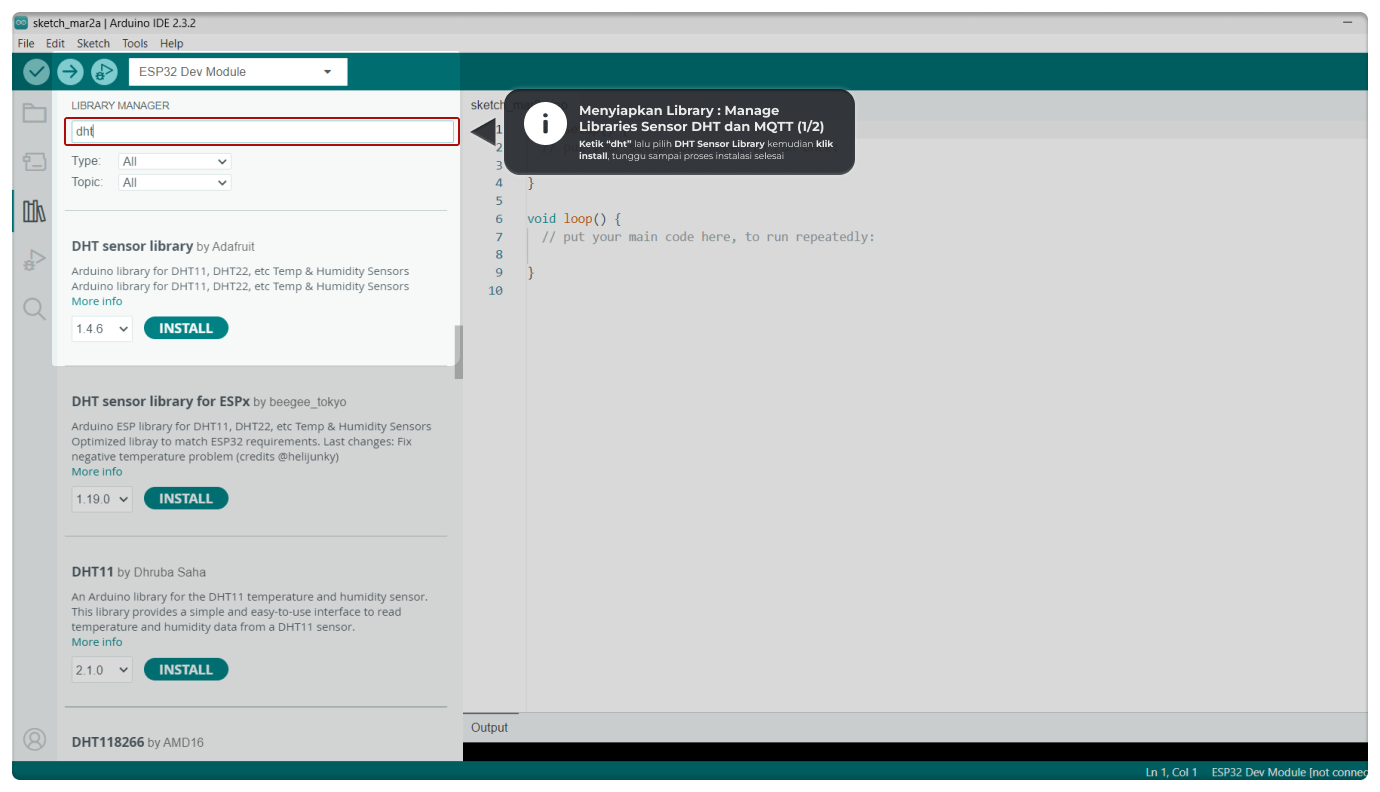 sketch_mar2a | Arduino IDE 2.3.2
File Edit Sketch Tools Help
ESP32 Dev Module
LIBRARY MANAGER
dht
Type: All
Topic: All
DHT sensor library by Adafruit
Arduino library for DHT11, DHT22, etc Temp & Humidity Sensors
Arduino library for DHT11, DHT22, etc Temp & Humidity Sensors
More info
1.4.6 INSTALL
DHT sensor library for ESPx by beegee_tokyo
Arduino ESP library for DHT11, DHT22, etc Temp & Humidity Sensors
Optimized libray to match ESP32 requirements. Last changes: Fix
negative temperature problem (credits @helijunky)
More info
1.19.0 INSTALL
DHT11 by Dhruba Saha
An Arduino library for the DHT11 temperature and humidity sensor.
This library provides a simple and easy-to-use interface to read
temperature and humidity data from a DHT11 sensor.
More info
2.1.0 INSTALL
DHT118266 by AMD16
Menyiapkan Library : Manage
Libraries Sensor DHT dan MQTT (1/2)
Ketik “dht” lalu pilih DHT Sensor Library kemudian klik
install, tunggu sampai proses instalasi selesai
1
2
3
4 }
5
6 void loop() {
7 // put your main code here, to run repeatedly:
8
9 }
10
Output
Ln 1, Col 1 ESP32 Dev Module [not